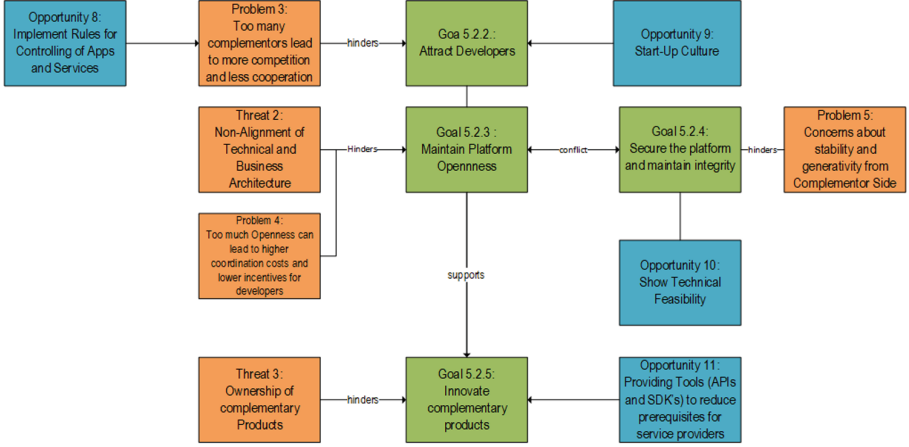 Opportunity 8:
Implement Rules for
Controlling of Apps
and Services
Problem 3:
Too many
complementors lead
to more competition
and less cooperation
hinders
Goa 5.2.2.:
Attract Developers
Opportunity 9:
Start-Up Culture
Threat 2:
Non-Alignment of
Technical and
Business
Architecture
Hinders
Goal 5.2.3 :
Maintain Platform
Opennness
conflict
Goal 5.2.4:
Secure the platform
and maintain integrity
hinders
Problem 5:
Concerns about
stability and
generativity from
Complementor Side
Problem 4:
Too much Openness can
lead to higher
coordination costs and
lower incentives for
developers
Opportunity 10:
Show Technical
Feasibility
supports
Threat 3:
Ownership of
complementary
Products
hinders
Goal 5.2.5:
Innovate
complementary
products
Opportunity 11:
Providing Tools (APIs
and SDK's) to reduce
prerequisites for
service providers